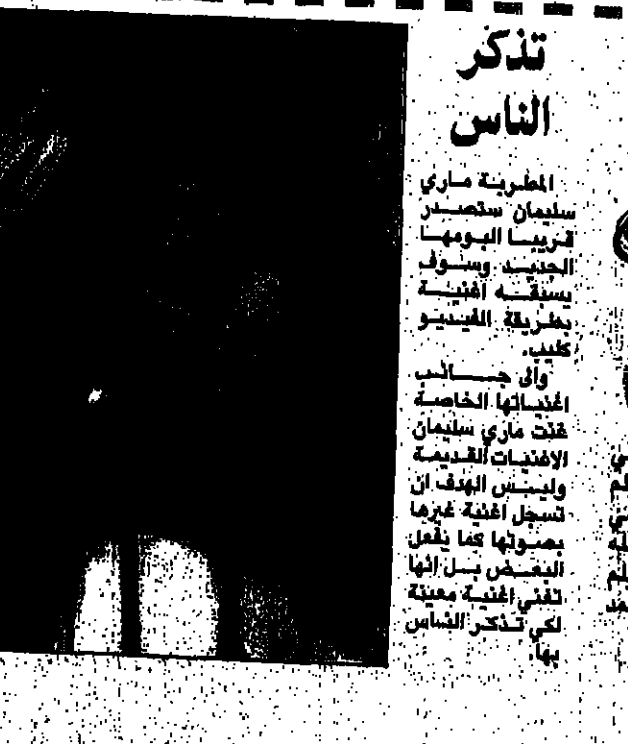 تذكر
الناس
المطربة ماري
سليمان ستصدر
قريبا البومها
الجديد وسوف
يسبقه اغنية
بطريقة الفيديو
كليب.
والى جانب
اغنياتها الخاصة
غنت ماري سليمان
الاغنيات القديمة
وليس الهدف ان
تسجل اغنية غيرها
بصوتها كما يفعل
البعض بل انها
تغني اغنية معينة
لكي تذكر الناس
بها.